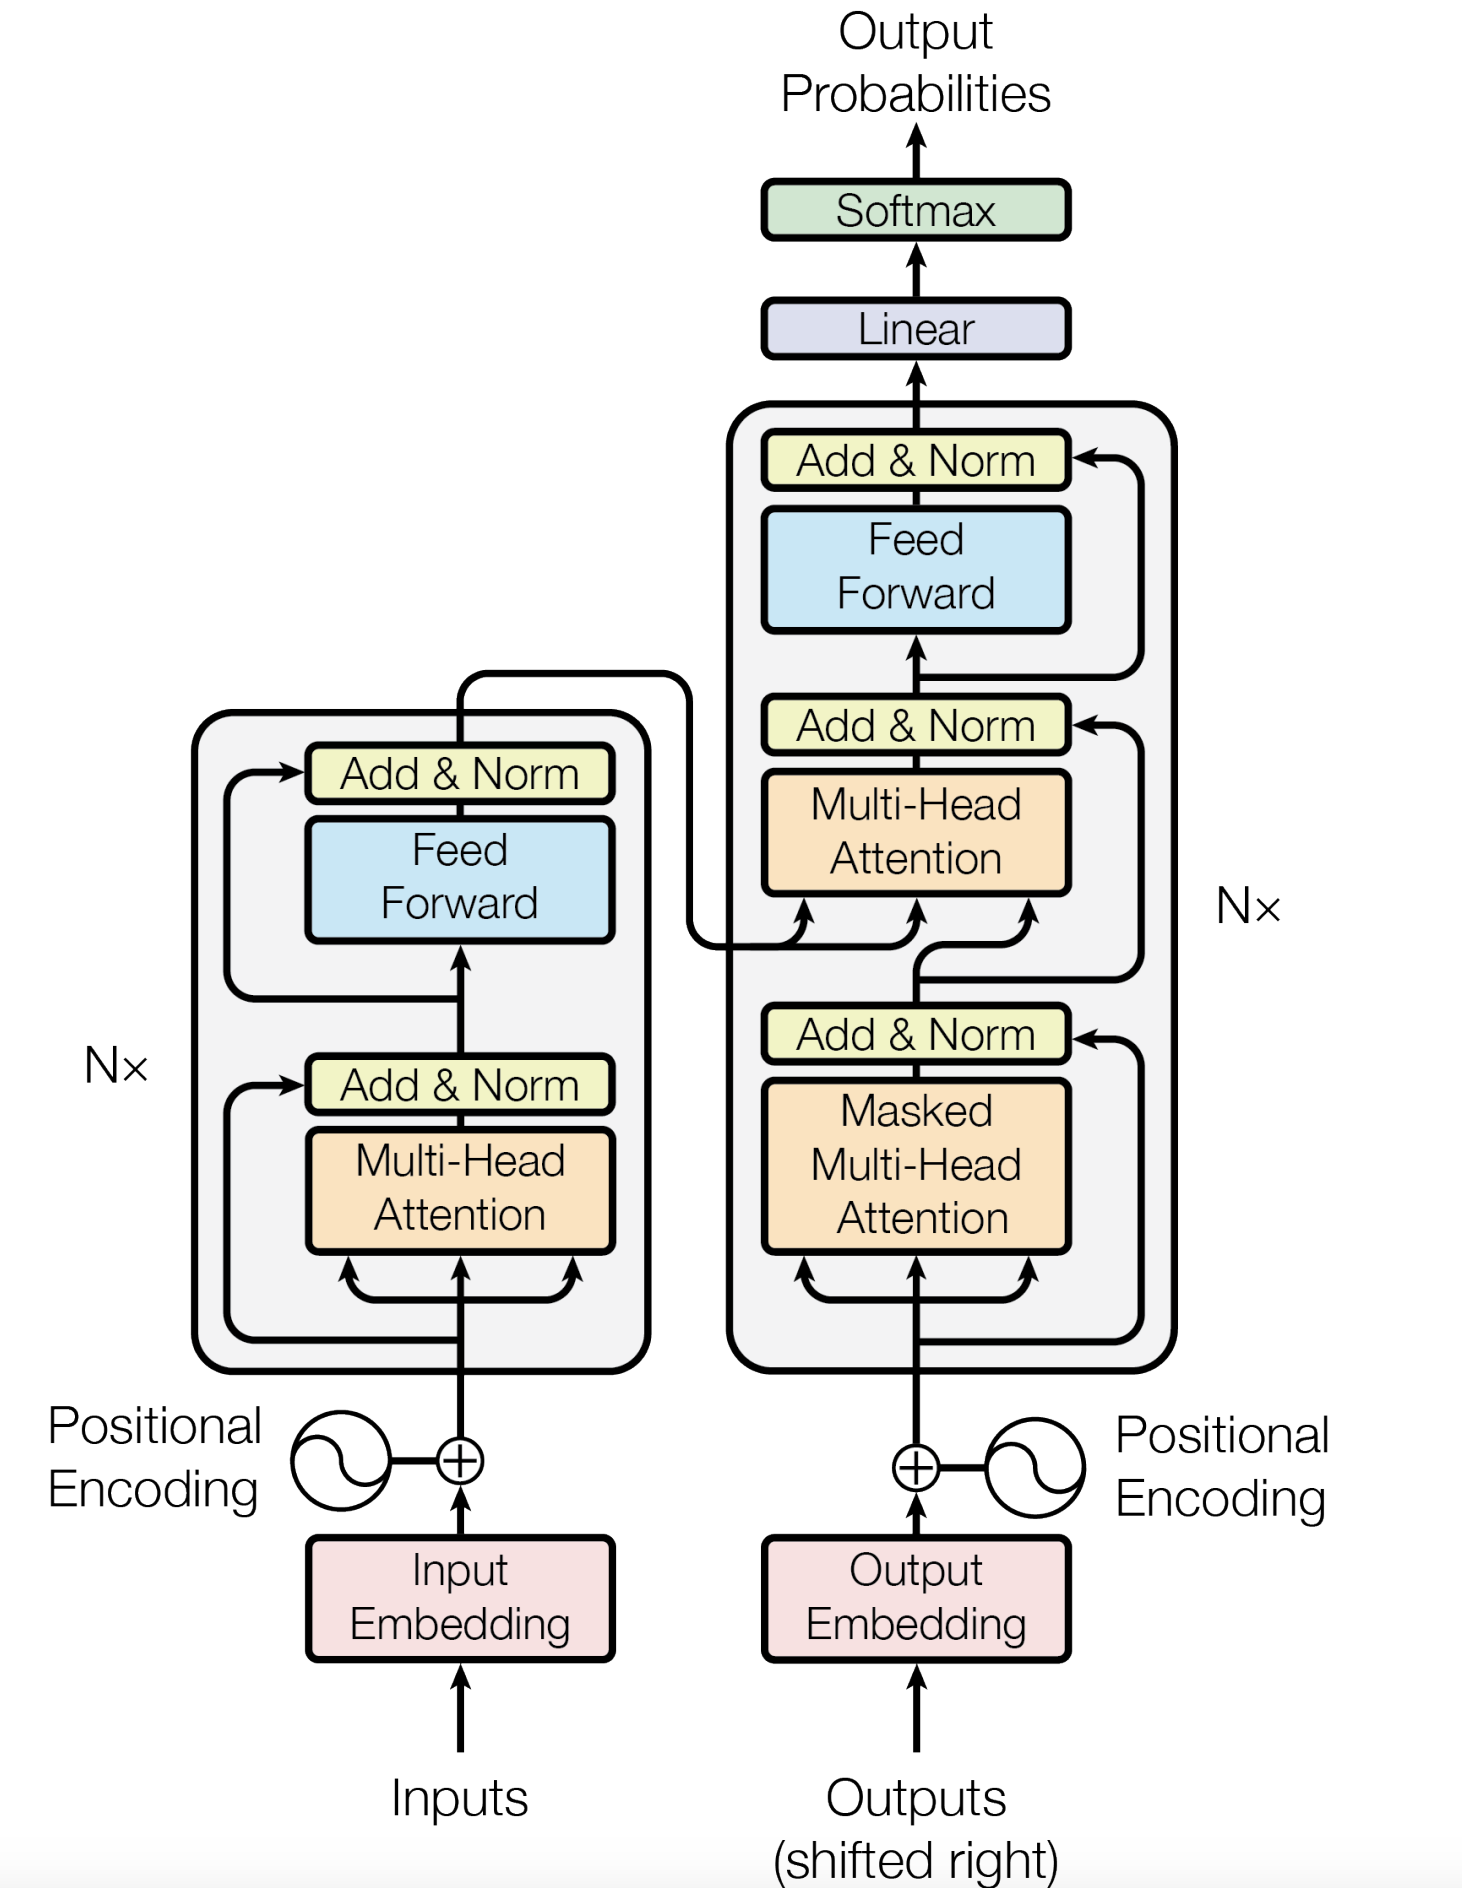 Output
Probabilities
Softmax
Linear
Add & Norm
Feed
Forward
Add & Norm
Multi-Head
Attention
Nx
Add & Norm
Masked
Multi-Head
Attention
Add & Norm
Feed
Forward
Nx
Add & Norm
Multi-Head
Attention
Positional
Encoding
Positional
Encoding
Input
Embedding
Output
Embedding
Inputs
Outputs
(shifted right)